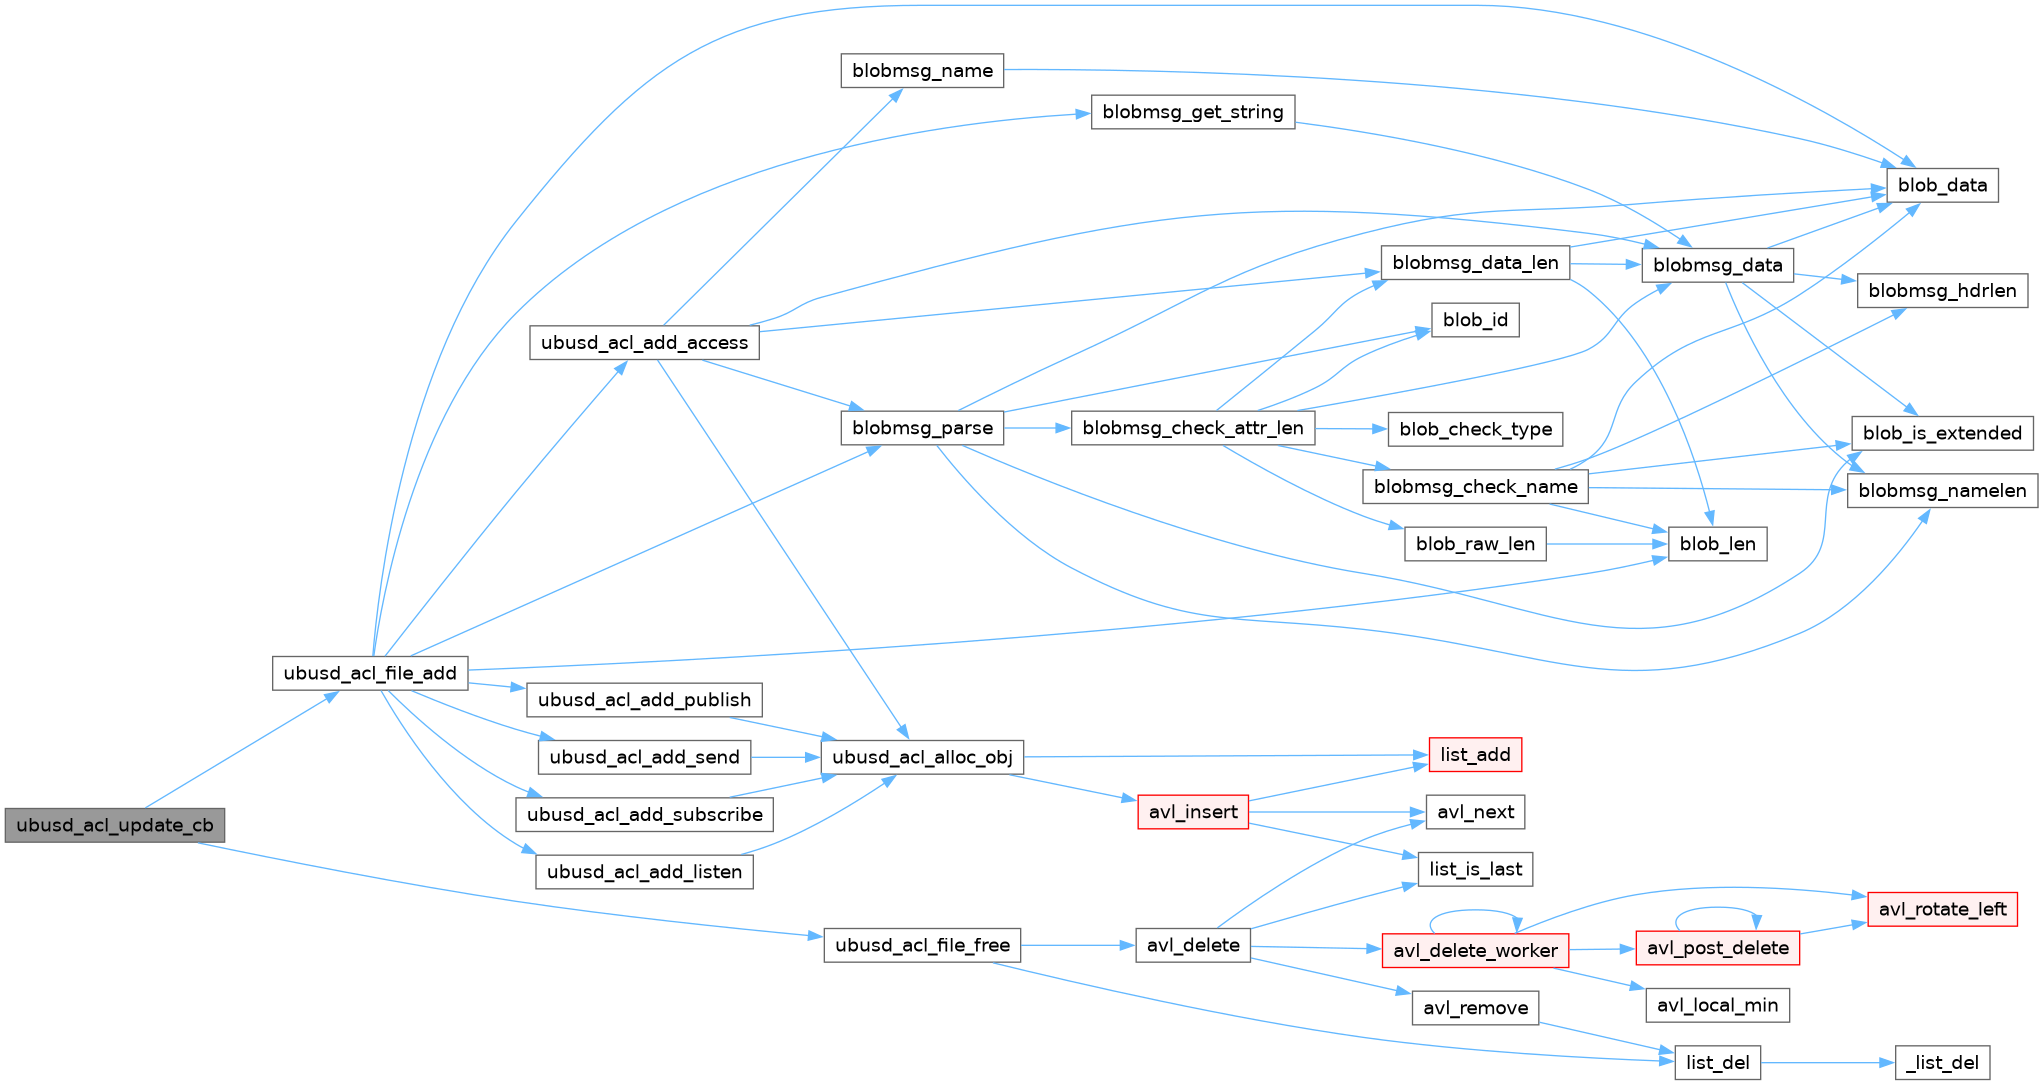 blobmsg_name
blobmsg_get_string
blob_data
blobmsg_data_len
blobmsg_data
blobmsg_hdrlen
blob_id
ubusd_acl_add_access
blobmsg_parse
blobmsg_check_attr_len
blob_check_type
blob_is_extended
blobmsg_check_name
blobmsg_namelen
blob_raw_len
blob_len
ubusd_acl_file_add
ubusd_acl_add_publish
ubusd_acl_add_send
ubusd_acl_alloc_obj
list_add
ubusd_acl_add_subscribe
avl_insert
avl_next
ubusd_acl_update_cb
ubusd_acl_add_listen
list_is_last
avl_rotate_left
ubusd_acl_file_free
avl_delete
avl_delete_worker
avl_post_delete
avl_remove
avl_local_min
list_del
_list_del